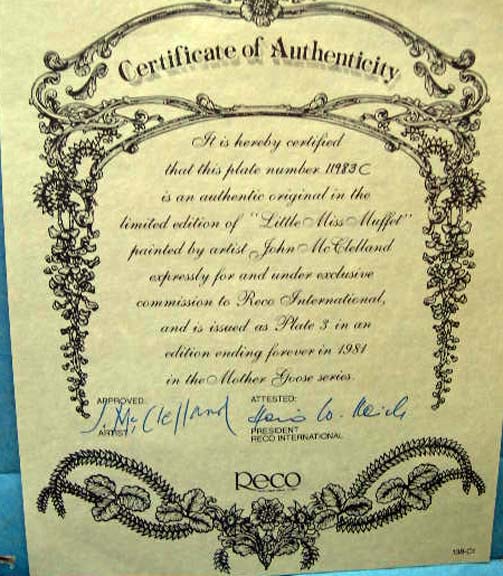 Certificate of Authenticity
It is hereby certified
that this plate number 11983C
is an authentic original in the
limited edition of "Little Miss Muffet"
painted by artist John McClelland
expressly for and under exclusive
commission to Reco International,
and is issued as Plate 3 in an
edition ending forever in 1981
in the Mother Goose series.
APPROVED: ATTESTED:
J. McClelland
ARTIST PRESIDENT
RECO INTERNATIONAL
Reco